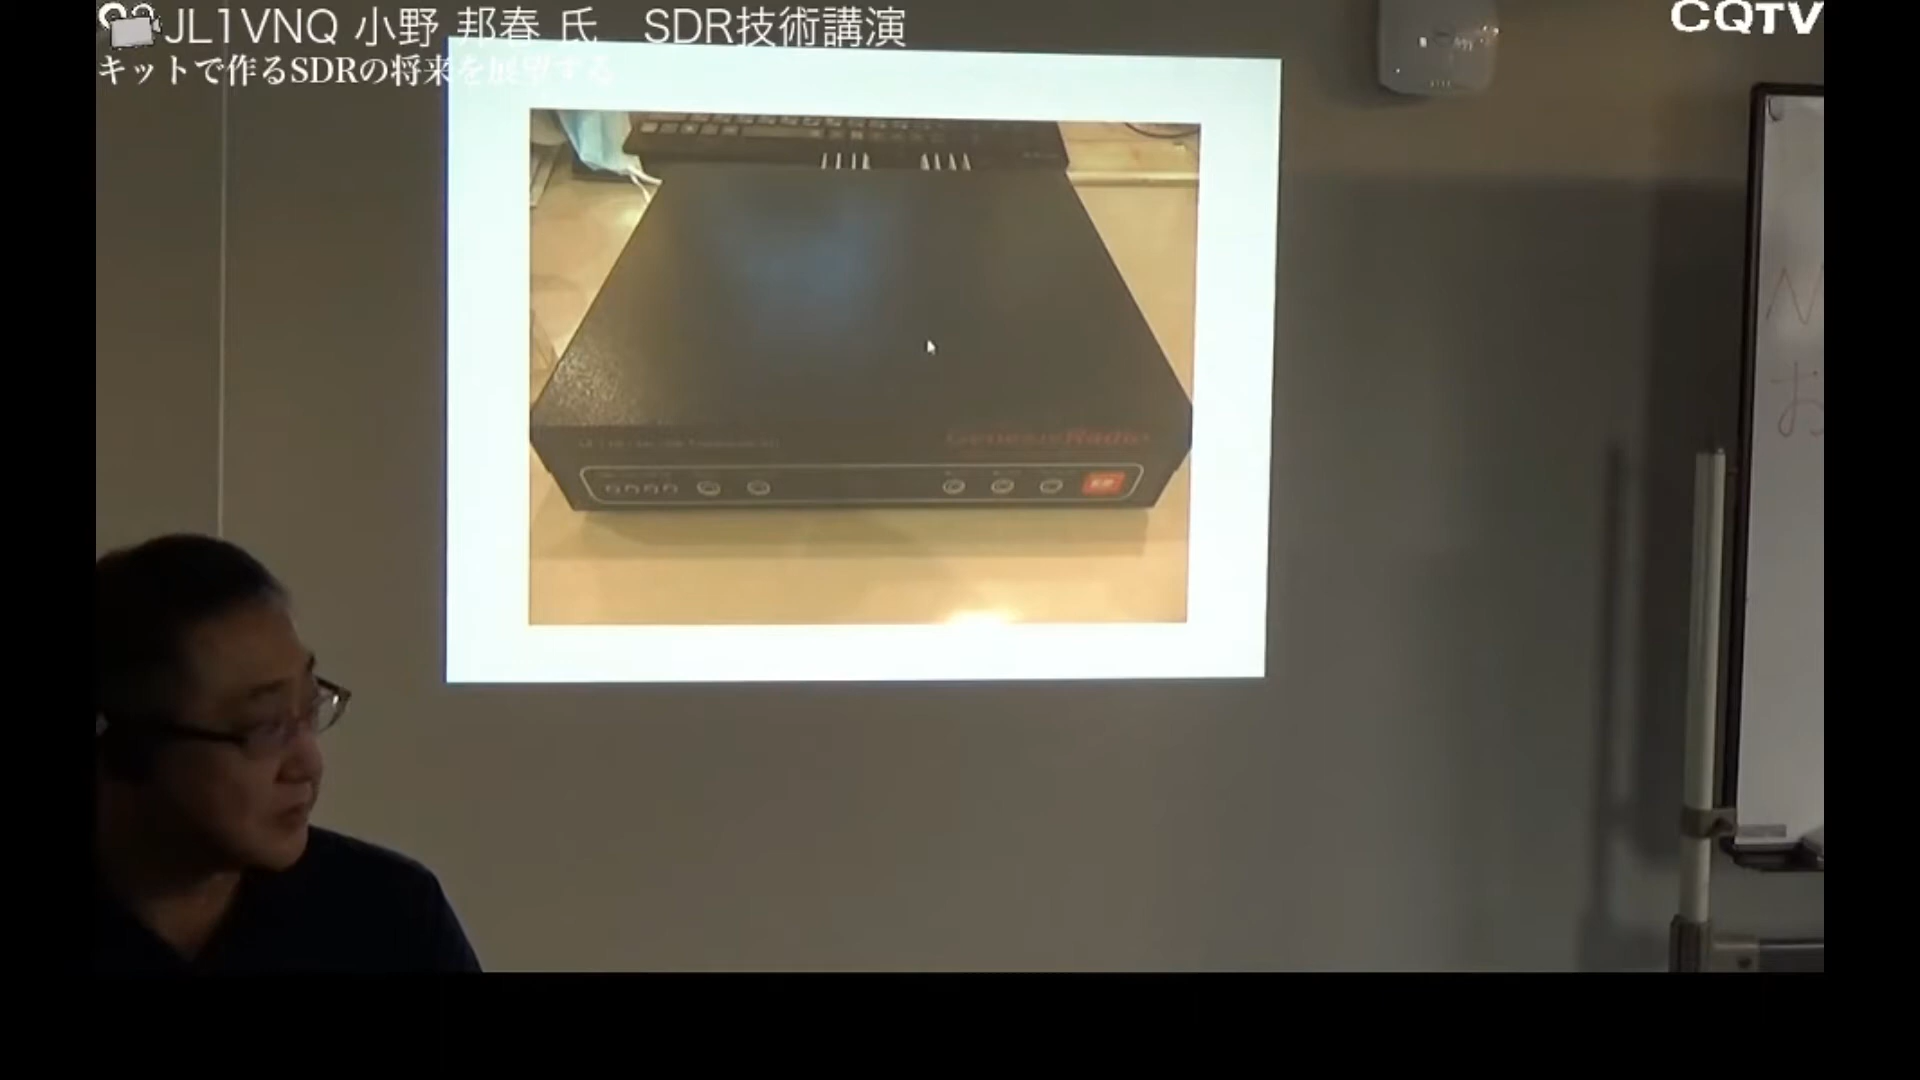 JL1VNQ 小野 邦春 氏　SDR技術講演
CQTV
キットで作るSDRの将来を展望する
GenesisRadio
お